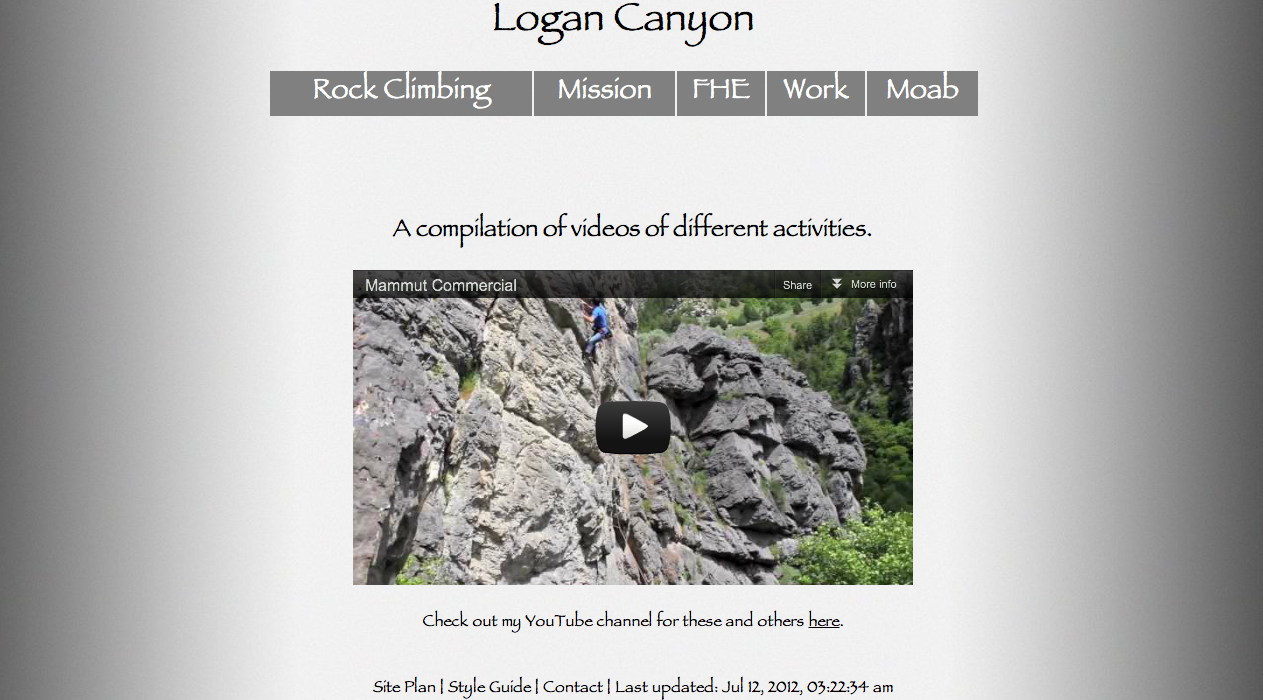 Logan Canyon
Rock Climbing Mission FHE Work Moab
A compilation of videos of different activities.
Mammut Commercial Share More info
Check out my YouTube channel for these and others here.
Site Plan | Style Guide | Contact | Last updated: Jul 12, 2012, 03:22:34 am